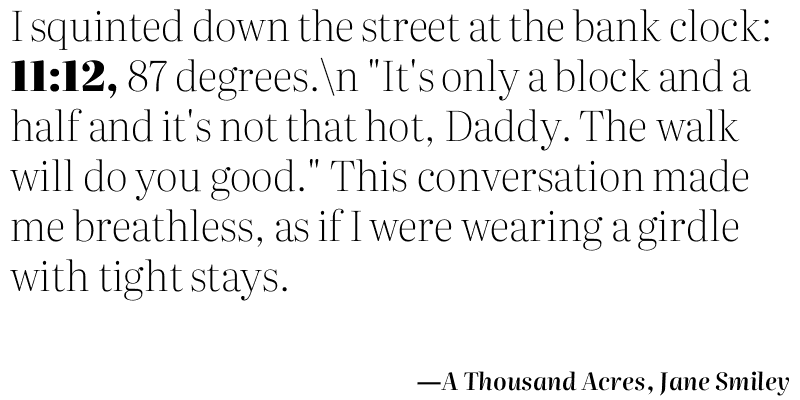 I squinted down the street at the bank clock:
11:12, 87 degrees.\n "It's only a block and a
half and it's not that hot, Daddy. The walk
will do you good." This conversation made
me breathless, as if I were wearing a girdle
with tight stays.
—A Thousand Acres, Jane Smiley